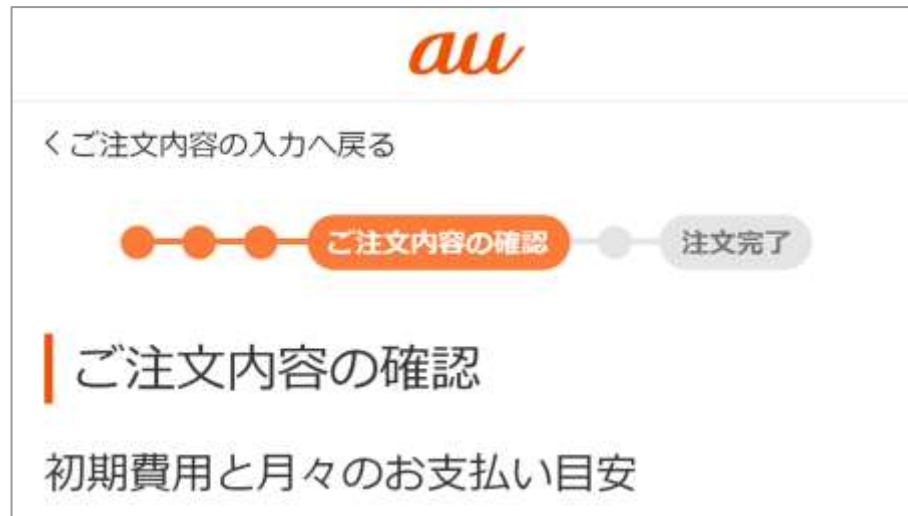 au
くご注文内容の入力へ戻る
ご注文内容の確認 注文完了
ご注文内容の確認
初期費用と月々のお支払い目安